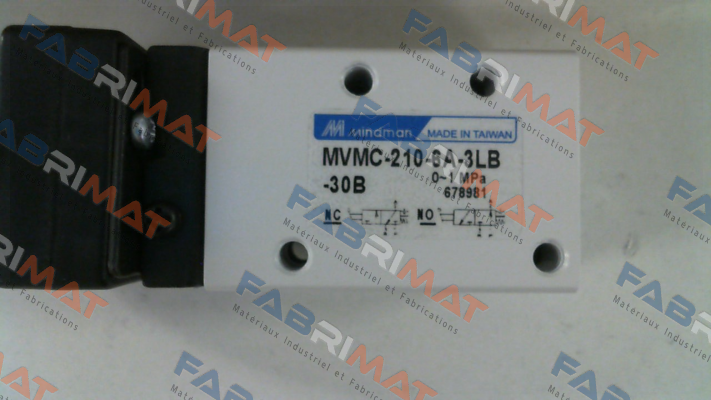 Mindman MADE IN TAIWAN
MVMC-210-8A-3LB
-30B 0~1 MPa
678981
NC NO
FABRIMAT
Materiaux Industriel et Fabrications